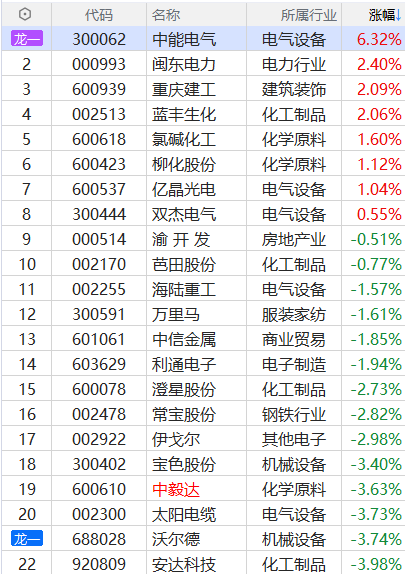 代码 名称 所属行业 涨幅↓
龙一 300062 中能电气 电气设备 6.32%
2 000993 闽东电力 电力行业 2.40%
3 600939 重庆建工 建筑装饰 2.09%
4 002513 蓝丰生化 化工制品 2.06%
5 600618 氯碱化工 化学原料 1.60%
6 600423 柳化股份 化学原料 1.12%
7 600537 亿晶光电 电气设备 1.04%
8 300444 双杰电气 电气设备 0.55%
9 000514 渝 开 发 房地产业 -0.51%
10 002170 芭田股份 化工制品 -0.77%
11 002255 海陆重工 电气设备 -1.57%
12 300591 万里马 服装家纺 -1.61%
13 601061 中信金属 商业贸易 -1.85%
14 603629 利通电子 电子制造 -1.94%
15 600078 澄星股份 化工制品 -2.73%
16 002478 常宝股份 钢铁行业 -2.82%
17 002922 伊戈尔 其他电子 -2.98%
18 300402 宝色股份 机械设备 -3.40%
19 600610 中毅达 化学原料 -3.63%
20 002300 太阳电缆 电气设备 -3.73%
龙一 688028 沃尔德 机械设备 -3.74%
22 920809 安达科技 化工制品 -3.98%